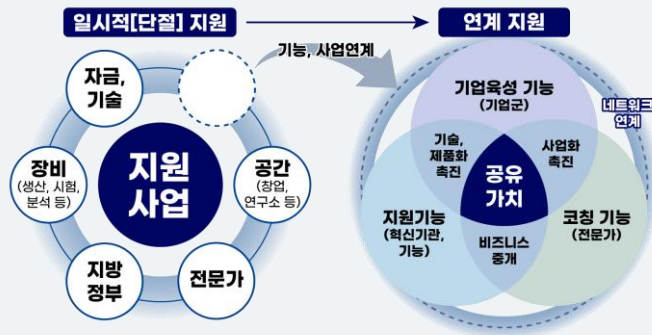 일시적[단절] 지원
연계 지원
기능, 사업연계
자금,
기술
장비
(생산, 시험,
분석 등)
지원
사업
공간
(창업,
연구소 등)
지방
정부
전문가
기업육성 기능
(기업군)
네트워크
연계
기술,
제품화
촉진
사업화
촉진
공유
가치
지원기능
(혁신기관,
기능)
코칭 기능
(전문가)
비즈니스
중개